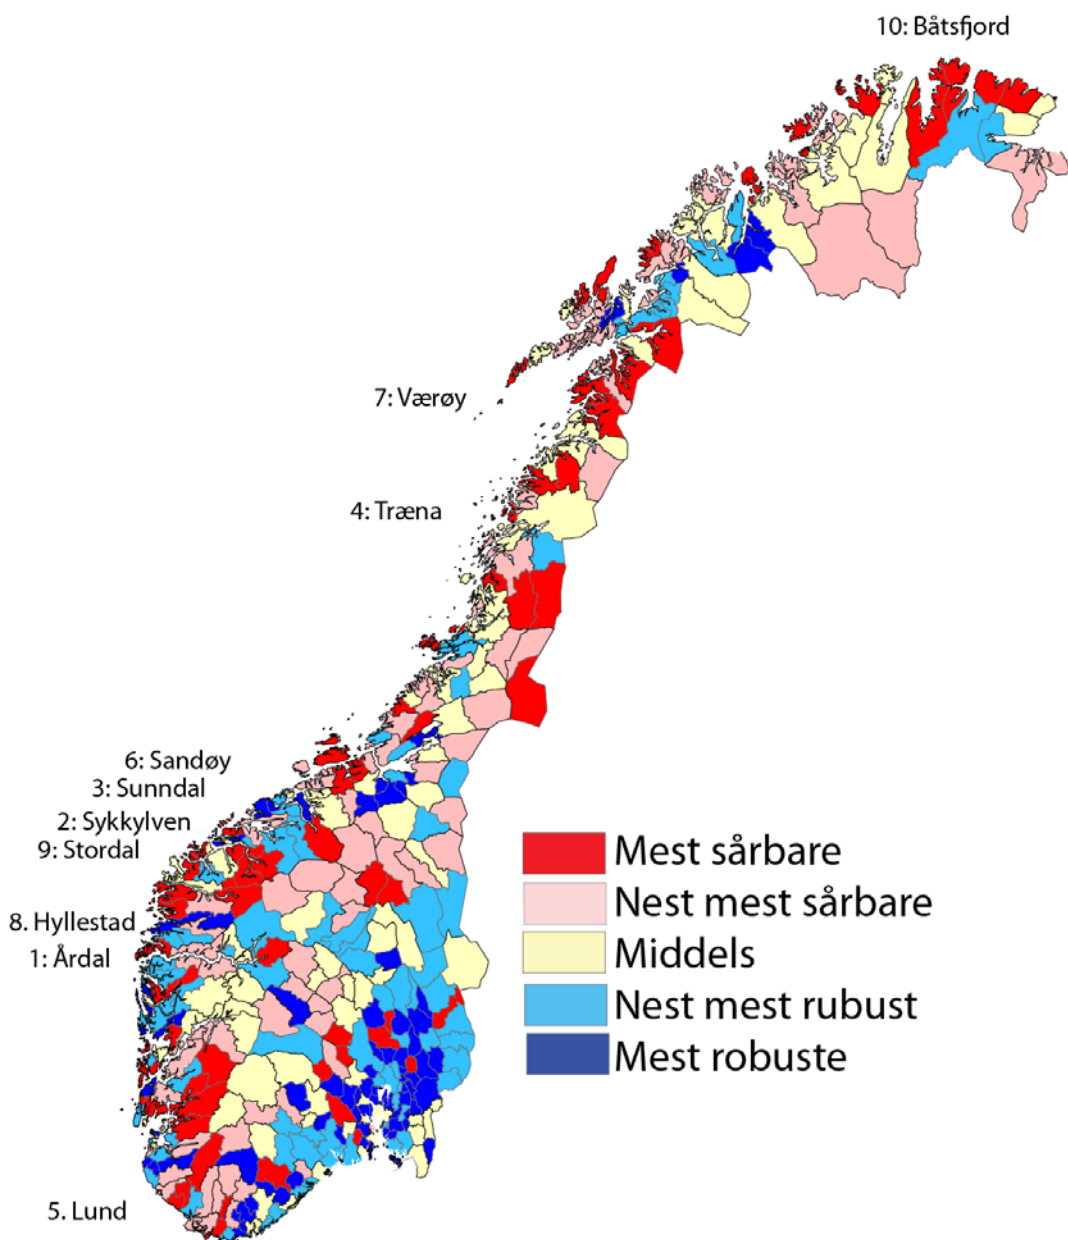 10: Båtsfjord
7: Værøy
4: Træna
6: Sandøy
3: Sunndal
2: Sykkylven
9: Stordal
8. Hyllestad
1: Årdal
5. Lund
Mest sårbare
Nest mest sårbare
Middels
Nest mest rubust
Mest robuste